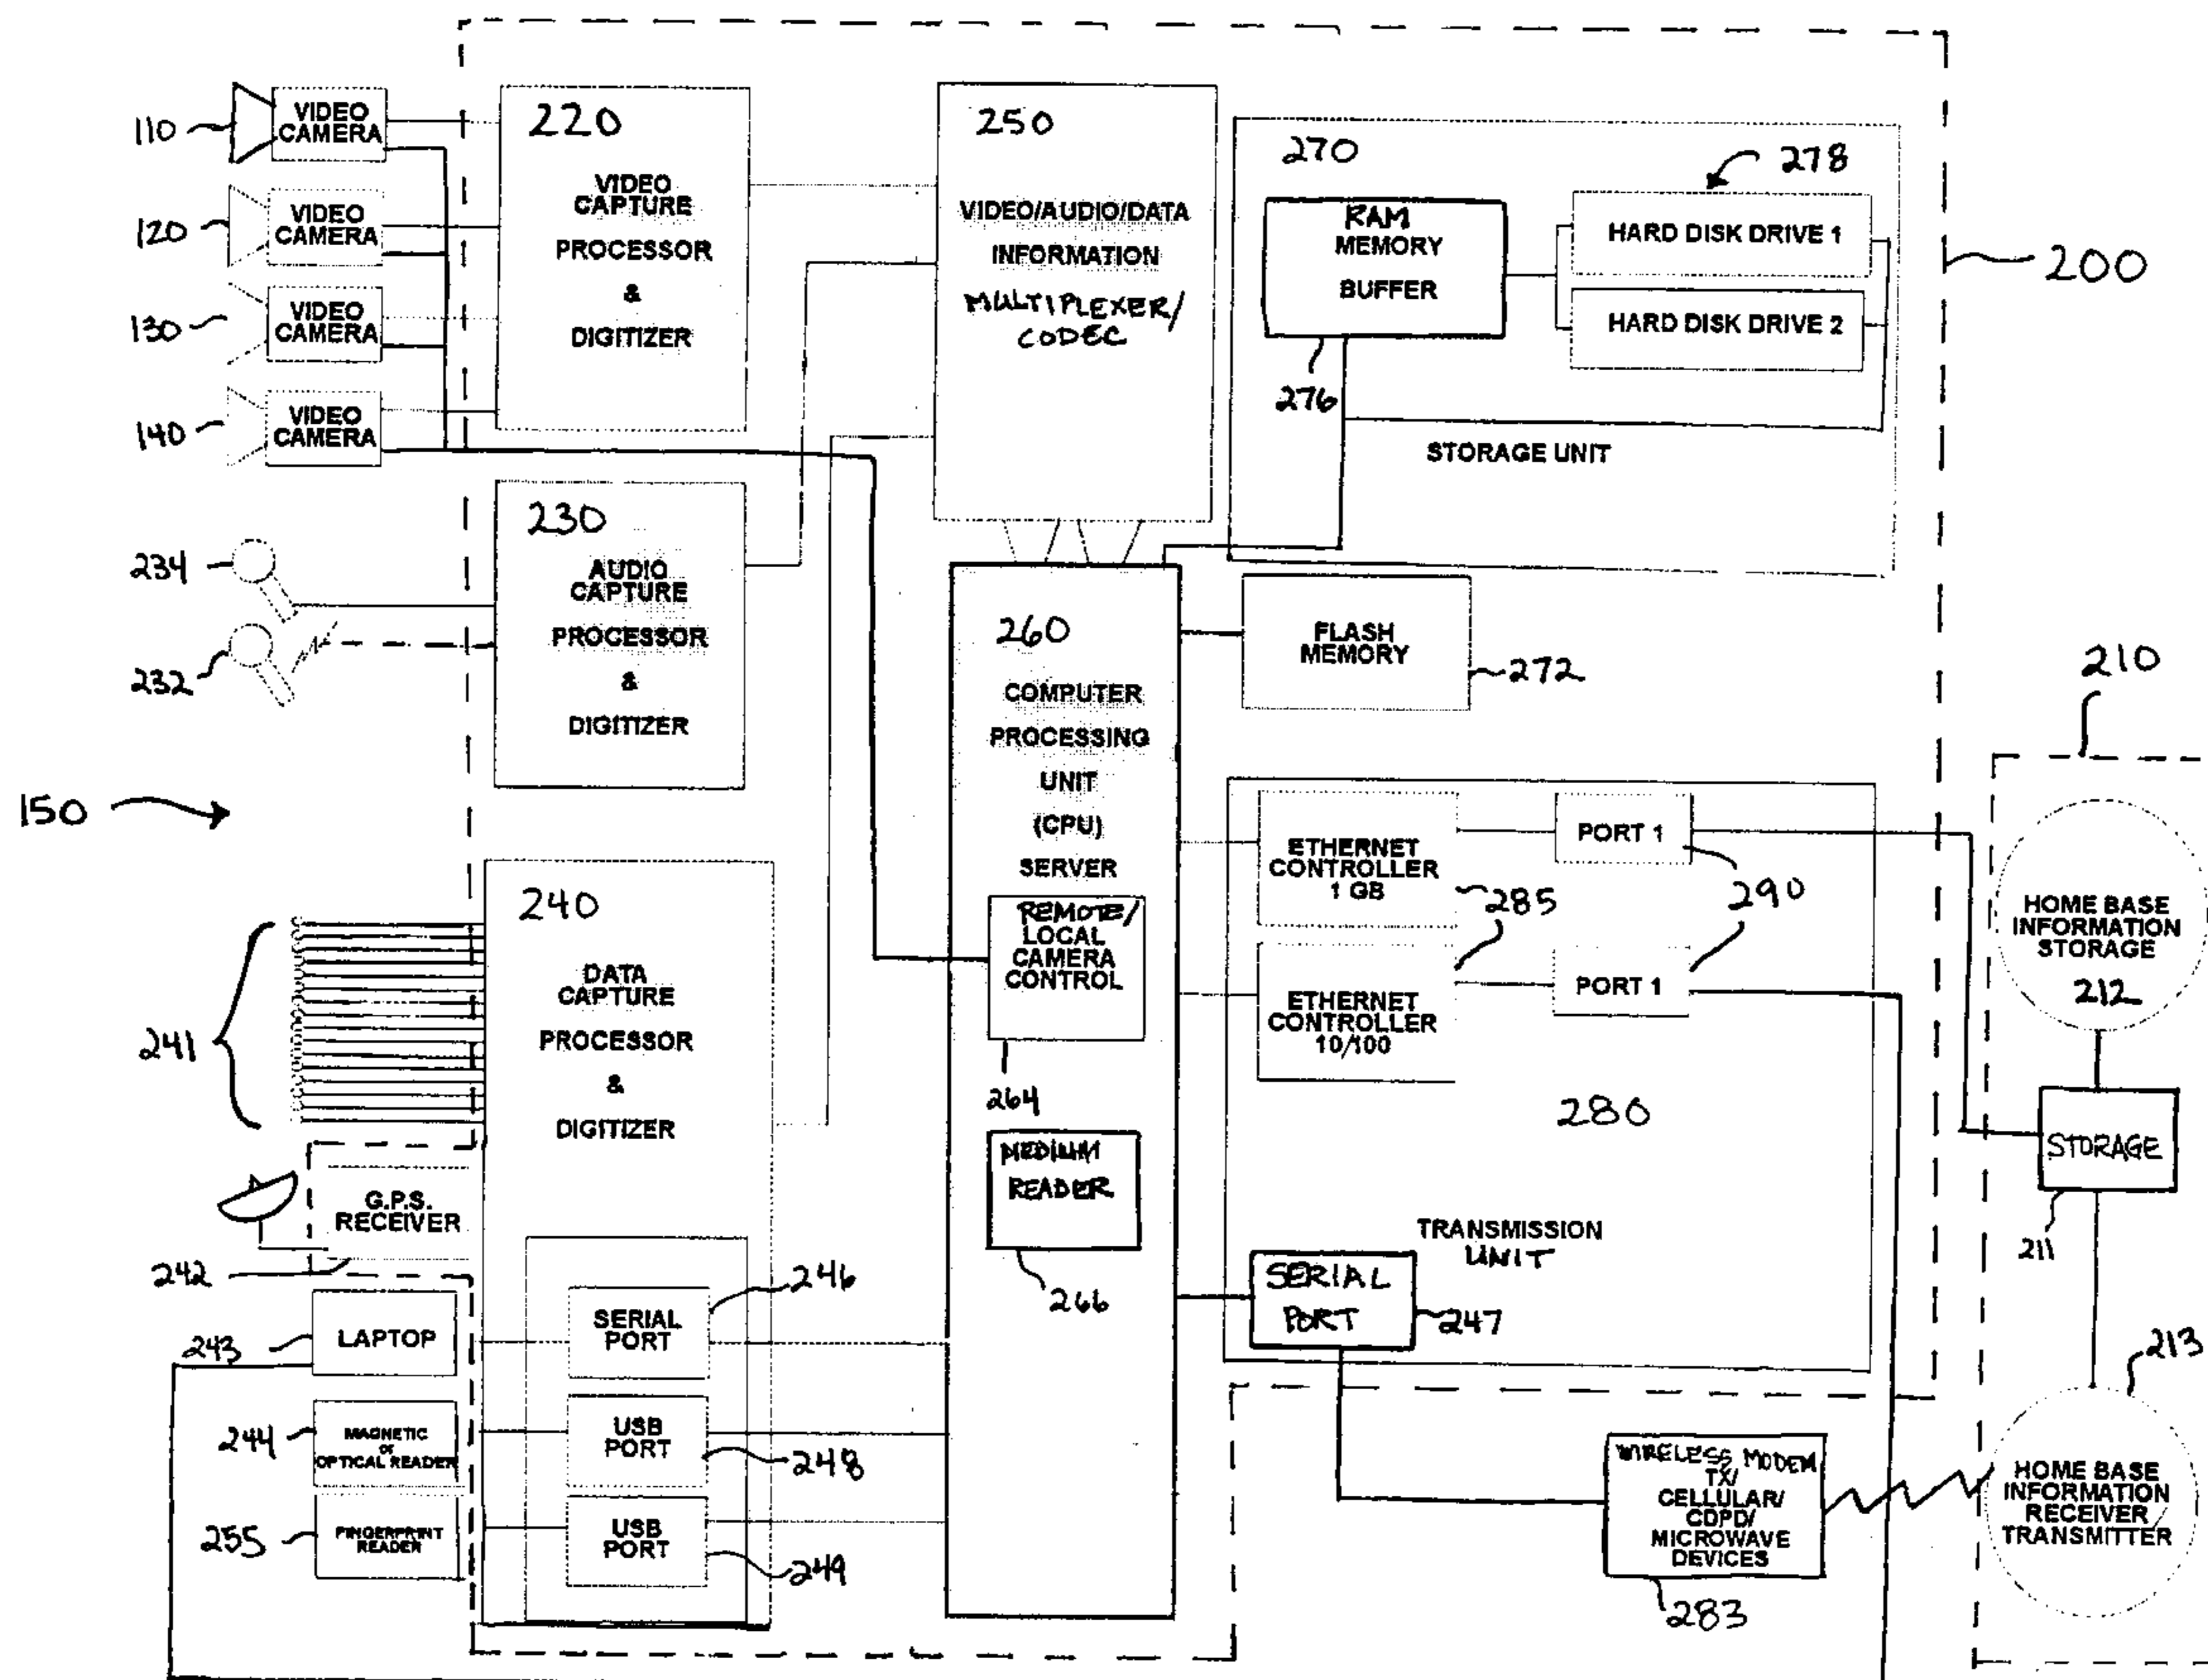 110
VIDEO
CAMERA
120
VIDEO
CAMERA
130
VIDEO
CAMERA
140
VIDEO
CAMERA
220
VIDEO
CAPTURE
PROCESSOR
&
DIGITIZER
250
VIDEO/AUDIO/DATA
INFORMATION
MULTIPLEXER/
CODEC
270
278
RAM
MEMORY
BUFFER
HARD DISK DRIVE 1
HARD DISK DRIVE 2
276
STORAGE UNIT
200
234
232
230
AUDIO
CAPTURE
PROCESSOR
&
DIGITIZER
260
COMPUTER
PROCESSING
UNIT
(CPU)
SERVER
REMOTE/
LOCAL
CAMERA
CONTROL
264
MEDIUM
READER
266
FLASH
MEMORY
272
150
241
240
DATA
CAPTURE
PROCESSOR
&
DIGITIZER
G.P.S.
RECEIVER
242
LAPTOP
243
MAGNETIC
or
OPTICAL READER
244
FINGERPRINT
READER
255
SERIAL
PORT
246
USB
PORT
248
USB
PORT
249
ETHERNET
CONTROLLER
1 GB
PORT 1
285
290
ETHERNET
CONTROLLER
10/100
PORT 1
280
TRANSMISSION
UNIT
SERIAL
PORT
247
WIRELESS MODEM
TX/
CELLULAR/
CDPD/
MICROWAVE
DEVICES
283
210
HOME BASE
INFORMATION
STORAGE
212
STORAGE
211
213
HOME BASE
INFORMATION
RECEIVER/
TRANSMITTER